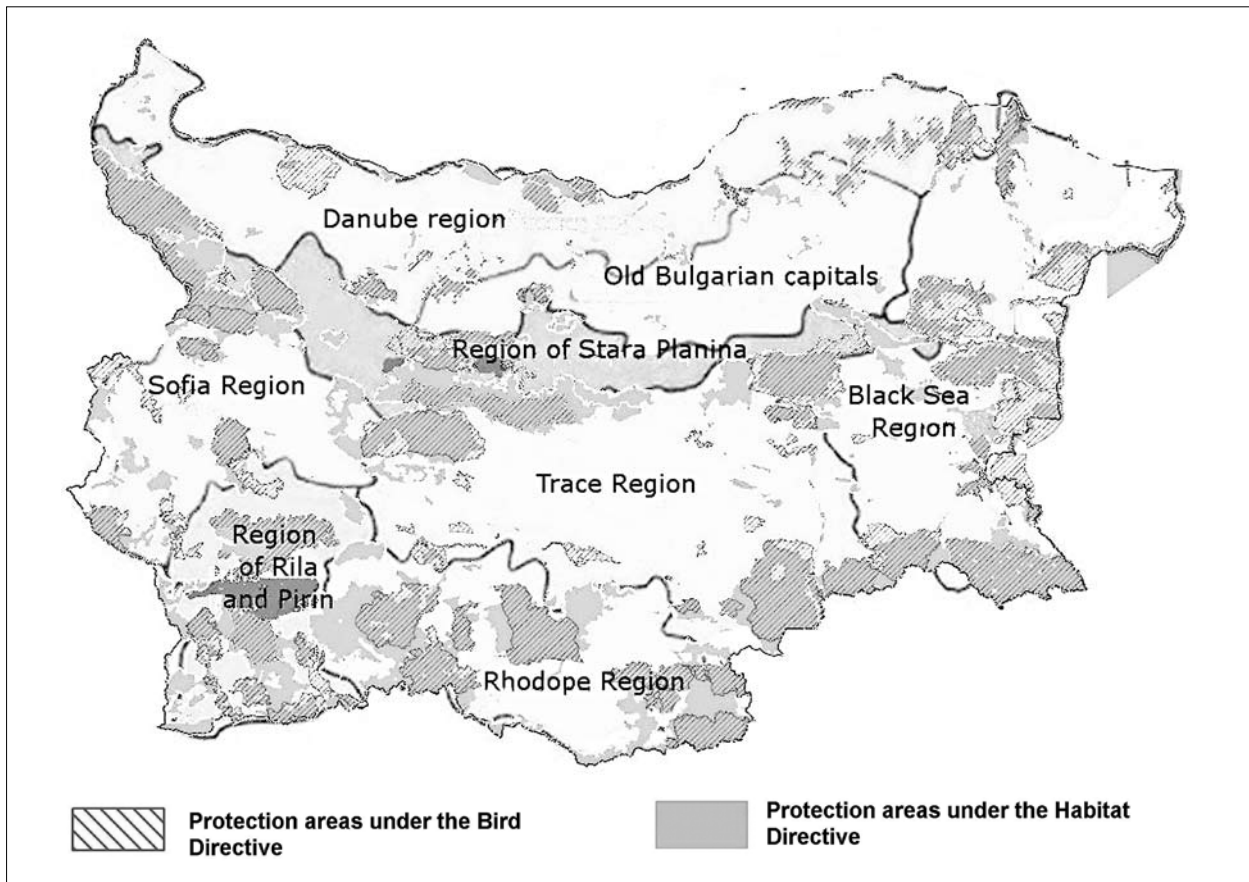 Danube region
Old Bulgarian capitals
Region of Stara Planina
Sofia Region
Black Sea
Region
Trace Region
Region
of Rila
and Pirin
Rhodope Region
Protection areas under the Bird
Directive
Protection areas under the Habitat
Directive